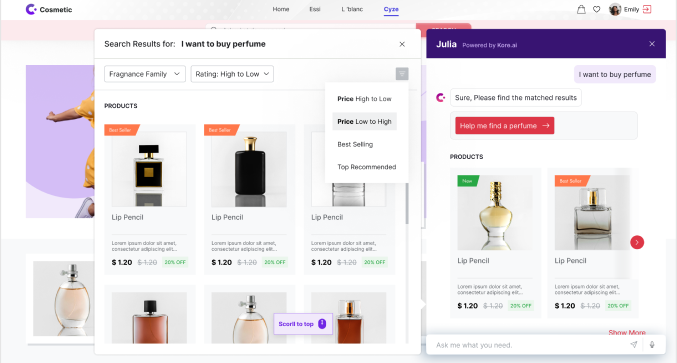 Cosmetic
Home
Essi
L 'blanc
Cyze
Emily
Search Results for: I want to buy perfume
Fragnance Family
Rating: High to Low
Price High to Low
Price Low to High
Best Selling
Top Recommended
PRODUCTS
Best Seller
Lip Pencil
Lorem ipsum dolor sit amet,
consectetur adipiscing elit...
$ 1.20 $ 1.20 20% OFF
Best Seller
Lip Pencil
Lorem ipsum dolor sit amet,
consectetur adipiscing elit...
$ 1.20 $ 1.20 20% OFF
Lip Pencil
Lorem ipsum dolor sit amet,
consectetur adipiscing elit...
$ 1.20 $ 1.20 20% OFF
Scorll to top
Julia Powered by Kore.ai
I want to buy perfume
Sure, Please find the matched results
Help me find a perfume
PRODUCTS
New
Lip Pencil
Lorem ipsum dolor sit amet,
consectetur adipiscing elit...
$ 1.20 $ 1.20 20% OFF
Best Seller
Lip Pencil
Lorem ipsum dolor sit amet,
consectetur adipiscing elit...
$ 1.20 $ 1.20 20% OFF
Show More
Ask me what you need.